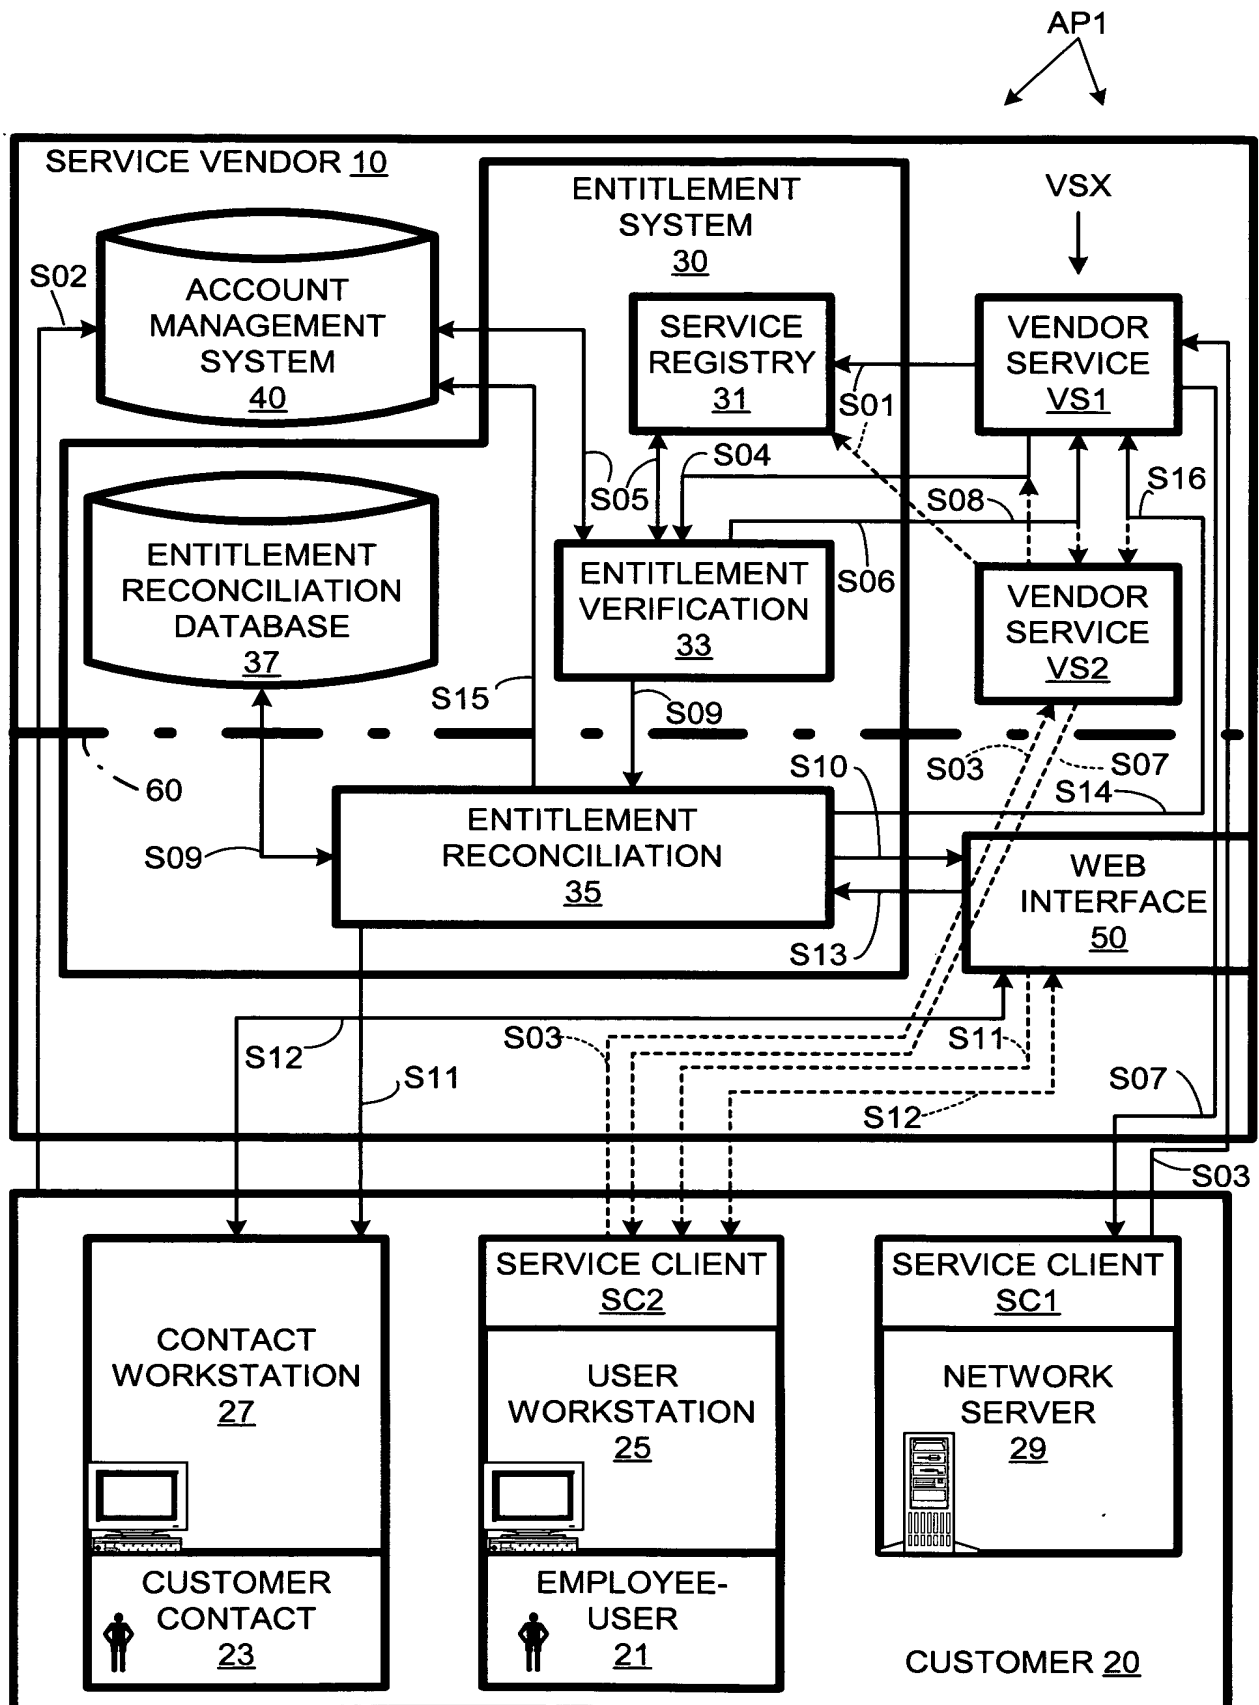 AP1
SERVICE VENDOR 10
ENTITLEMENT
SYSTEM
30
VSX
S02
ACCOUNT
MANAGEMENT
SYSTEM
40
SERVICE
REGISTRY
31
VENDOR
SERVICE
VS1
S01
S05
S04
S08
S16
S06
ENTITLEMENT
RECONCILIATION
DATABASE
37
ENTITLEMENT
VERIFICATION
33
VENDOR
SERVICE
VS2
S15
S09
S03
S07
60
S10
S14
S09
ENTITLEMENT
RECONCILIATION
35
WEB
INTERFACE
50
S13
S12
S11
S03
S11
S12
S07
S03
SERVICE CLIENT
SC2
SERVICE CLIENT
SC1
CONTACT
WORKSTATION
27
USER
WORKSTATION
25
NETWORK
SERVER
29
CUSTOMER
CONTACT
23
EMPLOYEE-
USER
21
CUSTOMER 20